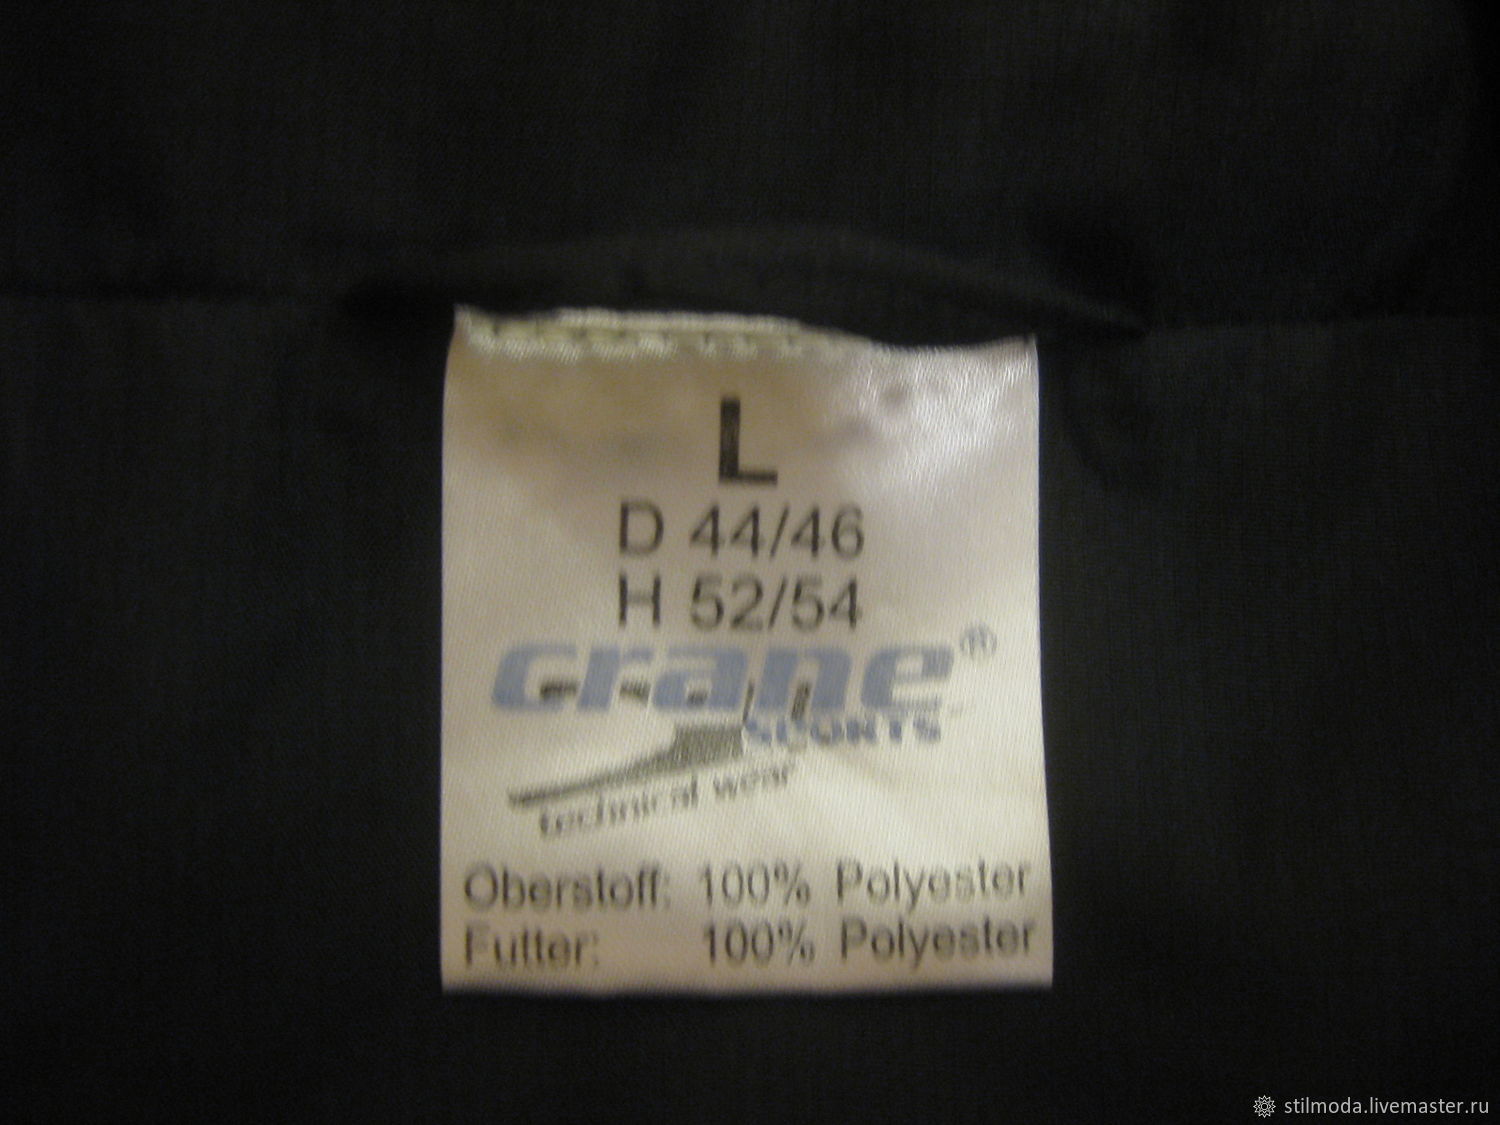 L
D 44/46
H 52/54
crane®
SPORTS
technical wear
Oberstoff: 100% Polyester
Futter: 100% Polyester
stilmoda.livemaster.ru